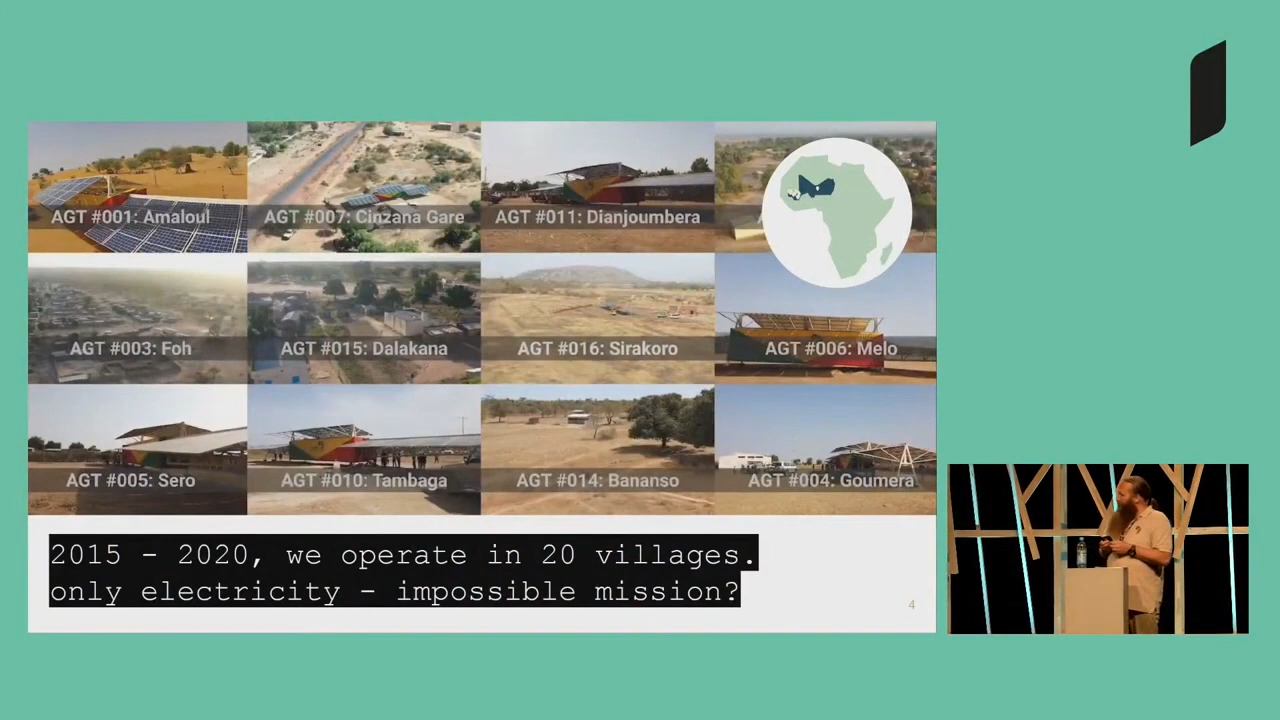 AGT #001: Amaloul
AGT #007: Cinzana Gare
AGT #011: Dianjoumbera
AGT #003: Foh
AGT #015: Dalakana
AGT #016: Sirakoro
AGT #006: Melo
AGT #005: Sero
AGT #010: Tambaga
AGT #014: Bananso
AGT #004: Goumera
2015 - 2020, we operate in 20 villages.
only electricity - impossible mission?
4